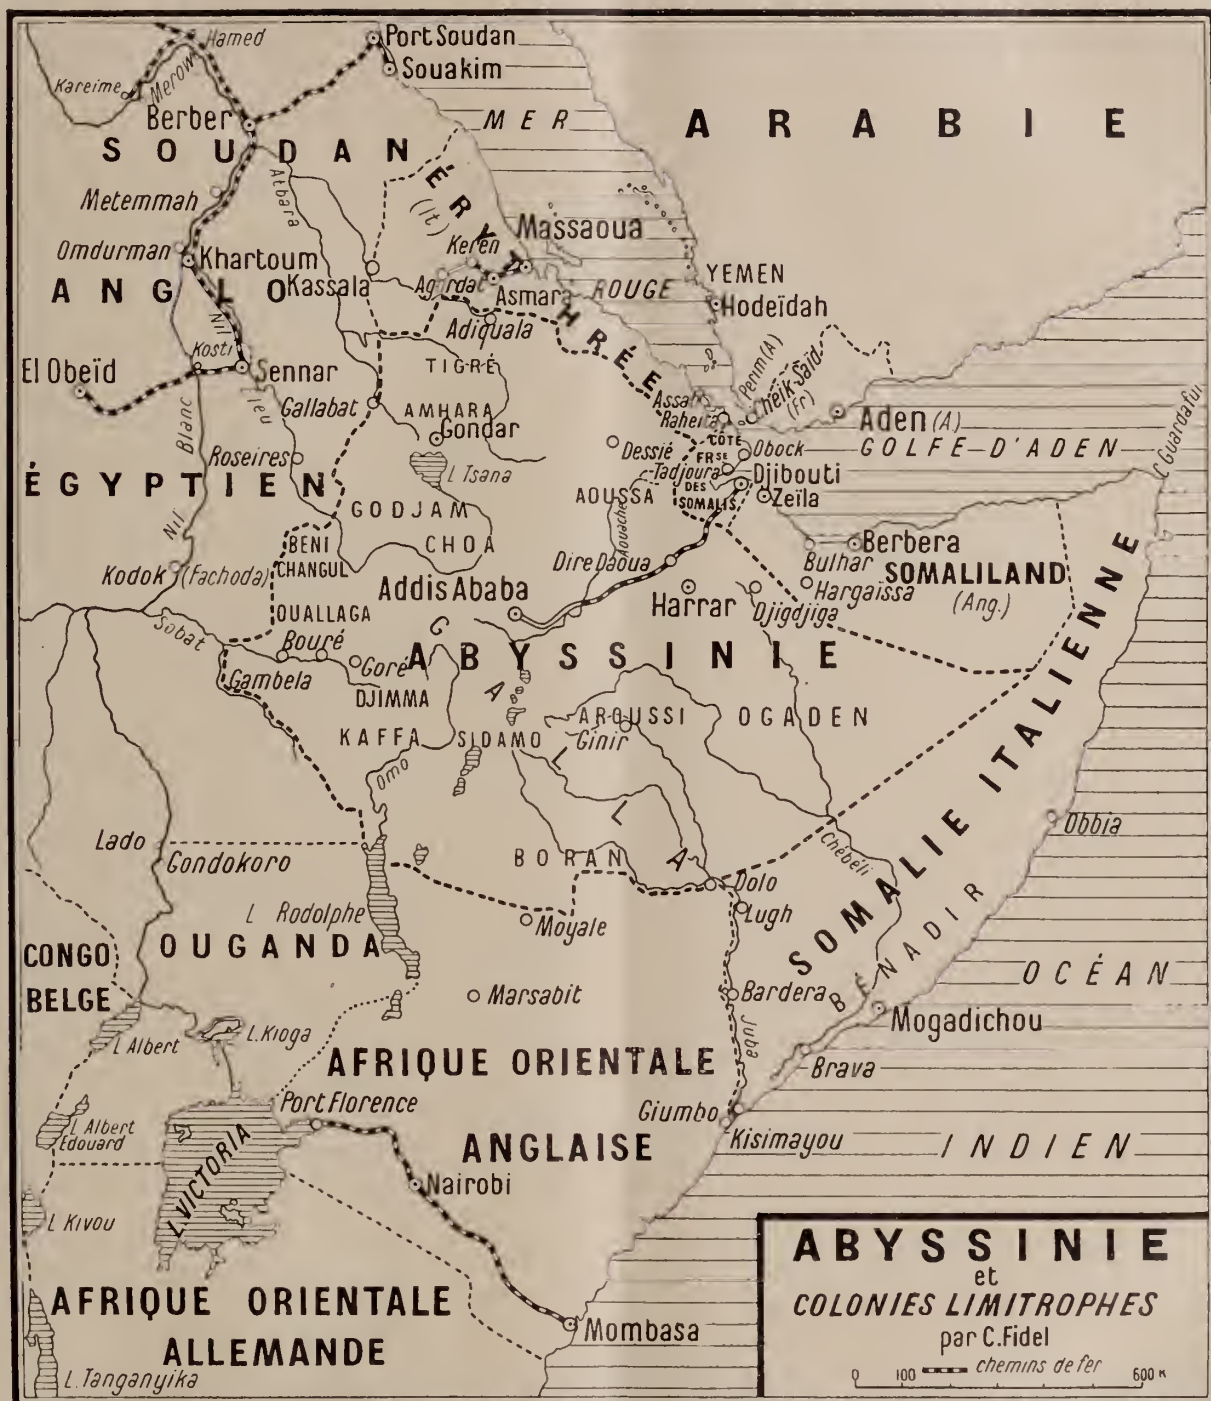 Hamed
Port Soudan
Souakim
Kareime
Merow
Berber
MER
ARABIE
SOUDAN
Atbara
ÉRYTHRÉE
(It)
Metemmah
Massaoua
Keren
Omdurman
Khartoum
Kassala
Agordat
Asmara
ROUGE
YEMEN
Hodeïdah
ANGLO
Adiquala
Nil
Kosti
El Obeïd
Sennar
TIGRÉ
Perim (A)
Cheïk-Saïd
(Fr)
Bleu
Blanc
Gallabat
AMHARA
Gondar
Assab
Raheita
Aden (A)
C Guardafui
Roseires
L Tsana
Dessié
CÔTE
FRSE
DES
SOMALIS
Obock
GOLFE-D'ADEN
Tadjoura
Djibouti
Zeïla
ÉGYPTIEN
AOUSSA
GODJAM
Nil
BENI
CHANGUL
CHOA
Aouache
Berbera
Bulhar
Kodok (Fachoda)
Dire Daoua
SOMALILAND
(Ang.)
Hargaissa
Addis Ababa
Harrar
Djigdjiga
OUALLAGA
Sobat
Bouré
Goré
ABYSSINIE
Gambela
DJIMMA
GALLA
KAFFA
SIDAMO
AROUSSI
Ginir
OGADEN
Omo
SOMALIE ITALIENNE
Obbia
Lado
Gondokoro
BORAN
Chébéli
Dolo
Lugh
L Rodolphe
Moyale
OUGANDA
CONGO
BELGE
BÉNADIR
OCÉAN
Marsabit
Bardera
Juba
Mogadichou
L Albert
L. Kioga
AFRIQUE ORIENTALE
Brava
Port Florence
Giumbo
L Albert
Edouard
ANGLAISE
Kisimayou
INDIEN
L. VICTORIA
Nairobi
L Kivou
AFRIQUE ORIENTALE
ALLEMANDE
Mombasa
L. Tanganyika
ABYSSINIE
et
COLONIES LIMITROPHES
par C. Fidel
chemins de fer
0 100 600 K